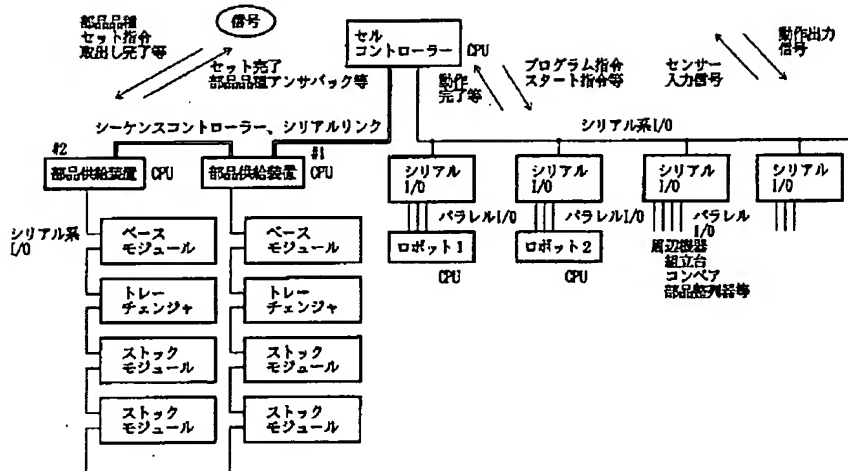 部品品種
セット指令
取出し完了等
信号
セット完了
部品品種アンサバック等
セル
コントローラー
CPU
動作
完了等
プログラム指令
スタート指令等
センサー
入力信号
動作出力
信号
シーケンスコントローラー、シリアルリンク
シリアル系I/O
#2
部品供給装置
CPU
#1
部品供給装置
CPU
シリアル
I/O
シリアル
I/O
シリアル
I/O
シリアル
I/O
パラレルI/O
パラレルI/O
パラレル
I/O
ロボット1
CPU
ロボット2
CPU
周辺機器
組立台
コンベア
部品整列器等
シリアル系
I/O
ベース
モジュール
ベース
モジュール
トレー
チェンジャ
トレー
チェンジャ
ストック
モジュール
ストック
モジュール
ストック
モジュール
ストック
モジュール